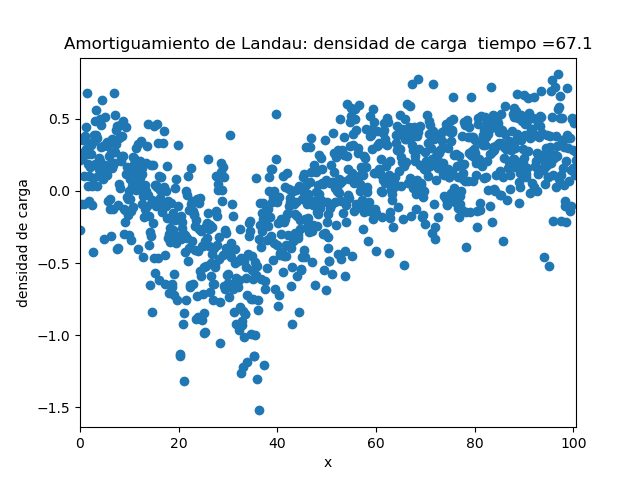 Amortiguamiento de Landau: densidad de carga  tiempo =67.1
densidad de carga
0.5
0.0
−0.5
−1.0
−1.5
0 20 40 60 80 100
x